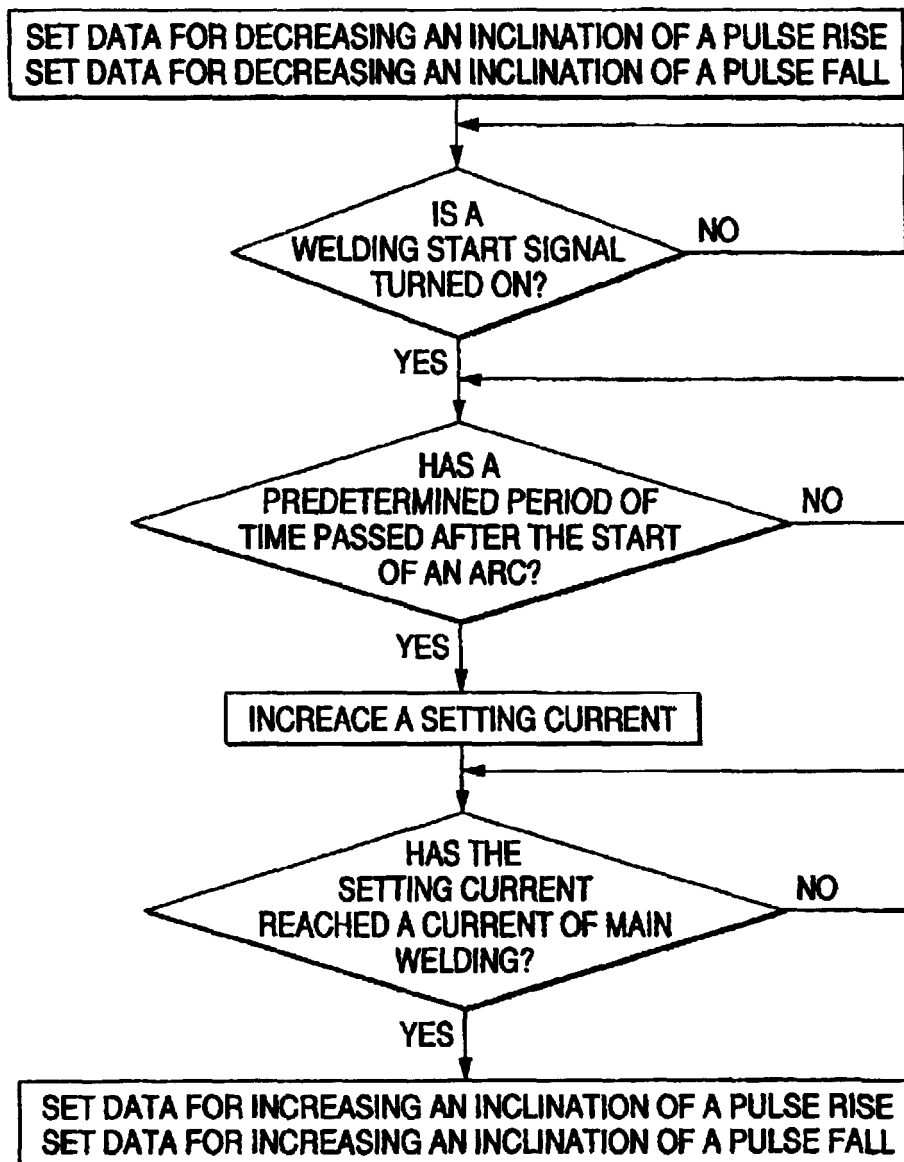 SET DATA FOR DECREASING AN INCLINATION OF A PULSE RISE
SET DATA FOR DECREASING AN INCLINATION OF A PULSE FALL
IS A
WELDING START SIGNAL
TURNED ON?
NO
YES
HAS A
PREDETERMINED PERIOD OF
TIME PASSED AFTER THE START
OF AN ARC?
NO
YES
INCREACE A SETTING CURRENT
HAS THE
SETTING CURRENT
REACHED A CURRENT OF MAIN
WELDING?
NO
YES
SET DATA FOR INCREASING AN INCLINATION OF A PULSE RISE
SET DATA FOR INCREASING AN INCLINATION OF A PULSE FALL